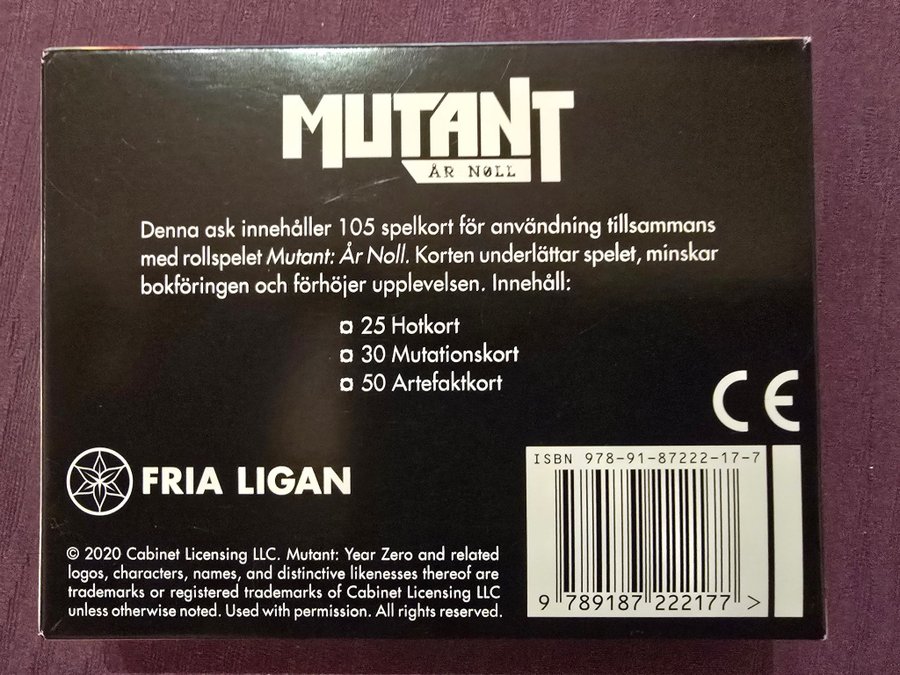 MUTANT
ÅR NØLL
Denna ask innehåller 105 spelkort för användning tillsammans
med rollspelet Mutant: År Noll. Korten underlättar spelet, minskar
bokföringen och förhöjer upplevelsen. Innehåll:
25 Hotkort
30 Mutationskort
50 Artefaktkort
CE
FRIA LIGAN
ISBN 978-91-87222-17-7
9 789187 222177 >
© 2020 Cabinet Licensing LLC. Mutant: Year Zero and related
logos, characters, names, and distinctive likenesses thereof are
trademarks or registered trademarks of Cabinet Licensing LLC
unless otherwise noted. Used with permission. All rights reserved.